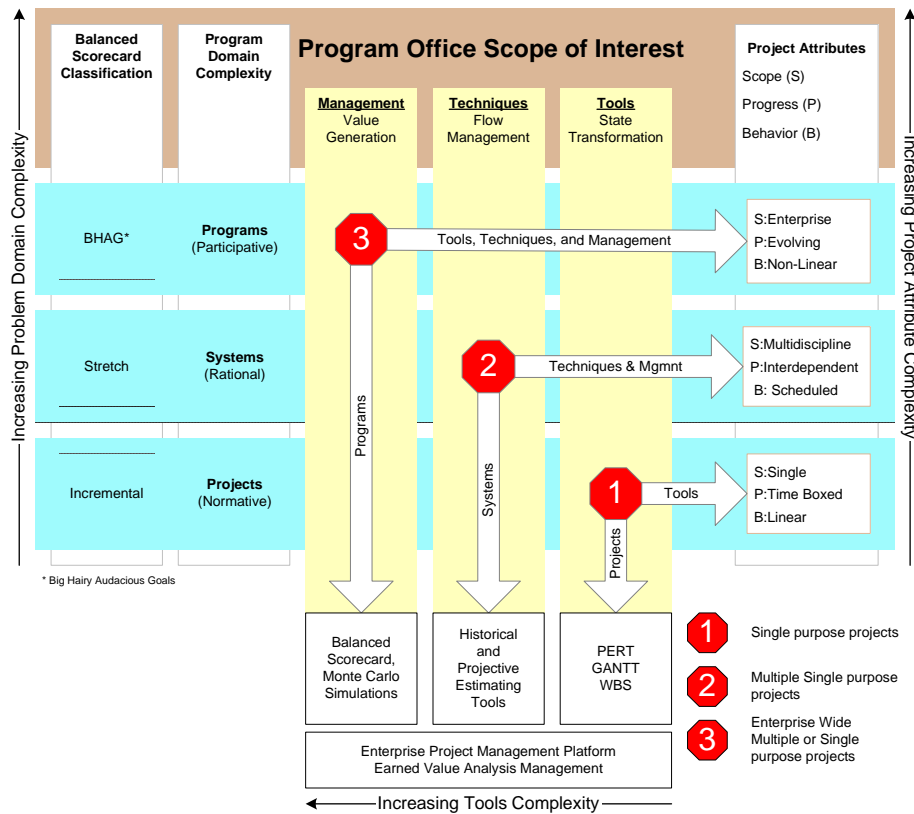 Program Office Scope of Interest
Balanced
Scorecard
Classification
Program
Domain
Complexity
Management
Value
Generation
Techniques
Flow
Management
Tools
State
Transformation
Project Attributes
Scope (S)
Progress (P)
Behavior (B)
Increasing Problem Domain Complexity
Increasing Project Attribute Complexity
BHAG*
Programs
(Participative)
3
Tools, Techniques, and Management
S:Enterprise
P:Evolving
B:Non-Linear
Stretch
Systems
(Rational)
2
Techniques & Mgmnt
S:Multidiscipline
P:Interdependent
B: Scheduled
Incremental
Projects
(Normative)
1
Tools
S:Single
P:Time Boxed
B:Linear
Programs
Systems
Projects
* Big Hairy Audacious Goals
Balanced
Scorecard,
Monte Carlo
Simulations
Historical
and
Projective
Estimating
Tools
PERT
GANTT
WBS
1
Single purpose projects
2
Multiple Single purpose
projects
3
Enterprise Wide
Multiple or Single
purpose projects
Enterprise Project Management Platform
Earned Value Analysis Management
Increasing Tools Complexity